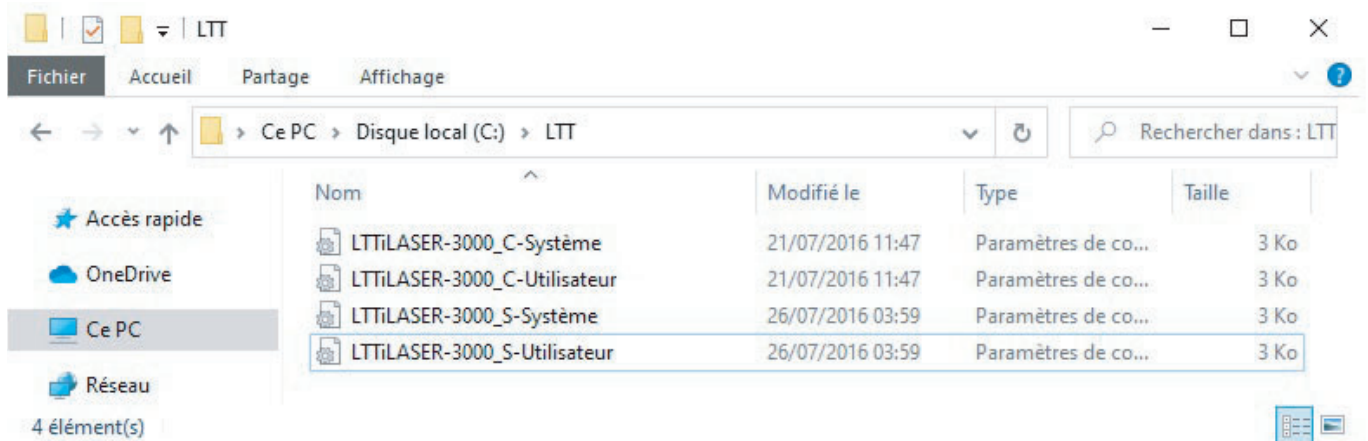 LTT
Fichier Accueil Partage Affichage
Ce PC > Disque local (C:) > LTT Rechercher dans : LTT
Nom Modifié le Type Taille
Accès rapide
OneDrive
Ce PC
Réseau
LTTiLASER-3000_C-Système 21/07/2016 11:47 Paramètres de co... 3 Ko
LTTiLASER-3000_C-Utilisateur 21/07/2016 11:47 Paramètres de co... 3 Ko
LTTiLASER-3000_S-Système 26/07/2016 03:59 Paramètres de co... 3 Ko
LTTiLASER-3000_S-Utilisateur 26/07/2016 03:59 Paramètres de co... 3 Ko
4 élément(s)